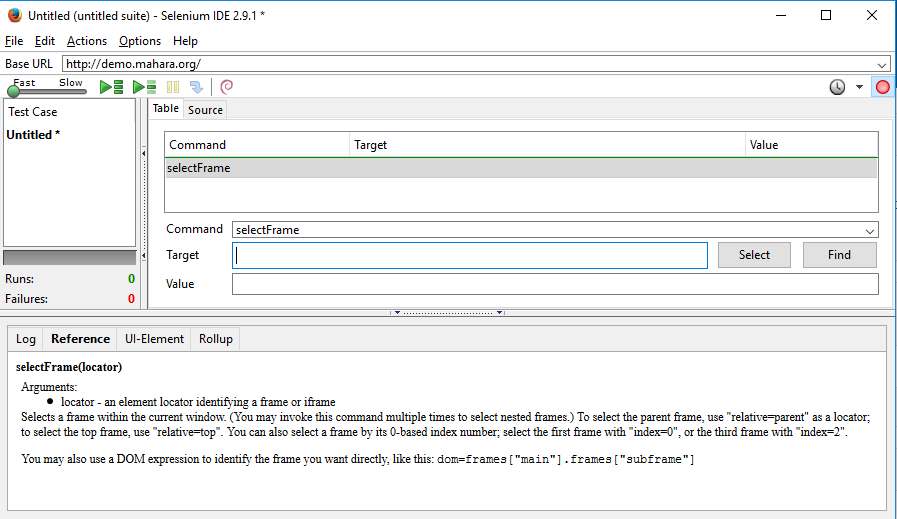 Untitled (untitled suite) - Selenium IDE 2.9.1 *
File Edit Actions Options Help
Base URL http://demo.mahara.org/
Fast Slow
Test Case
Untitled *
Runs: 0
Failures: 0
Table Source
Command Target Value
selectFrame
Command selectFrame
Target Select Find
Value
Log Reference UI-Element Rollup
selectFrame(locator)
Arguments:
• locator - an element locator identifying a frame or iframe
Selects a frame within the current window. (You may invoke this command multiple times to select nested frames.) To select the parent frame, use "relative=parent" as a locator;
to select the top frame, use "relative=top". You can also select a frame by its 0-based index number; select the first frame with "index=0", or the third frame with "index=2".
You may also use a DOM expression to identify the frame you want directly, like this: dom=frames["main"].frames["subframe"]